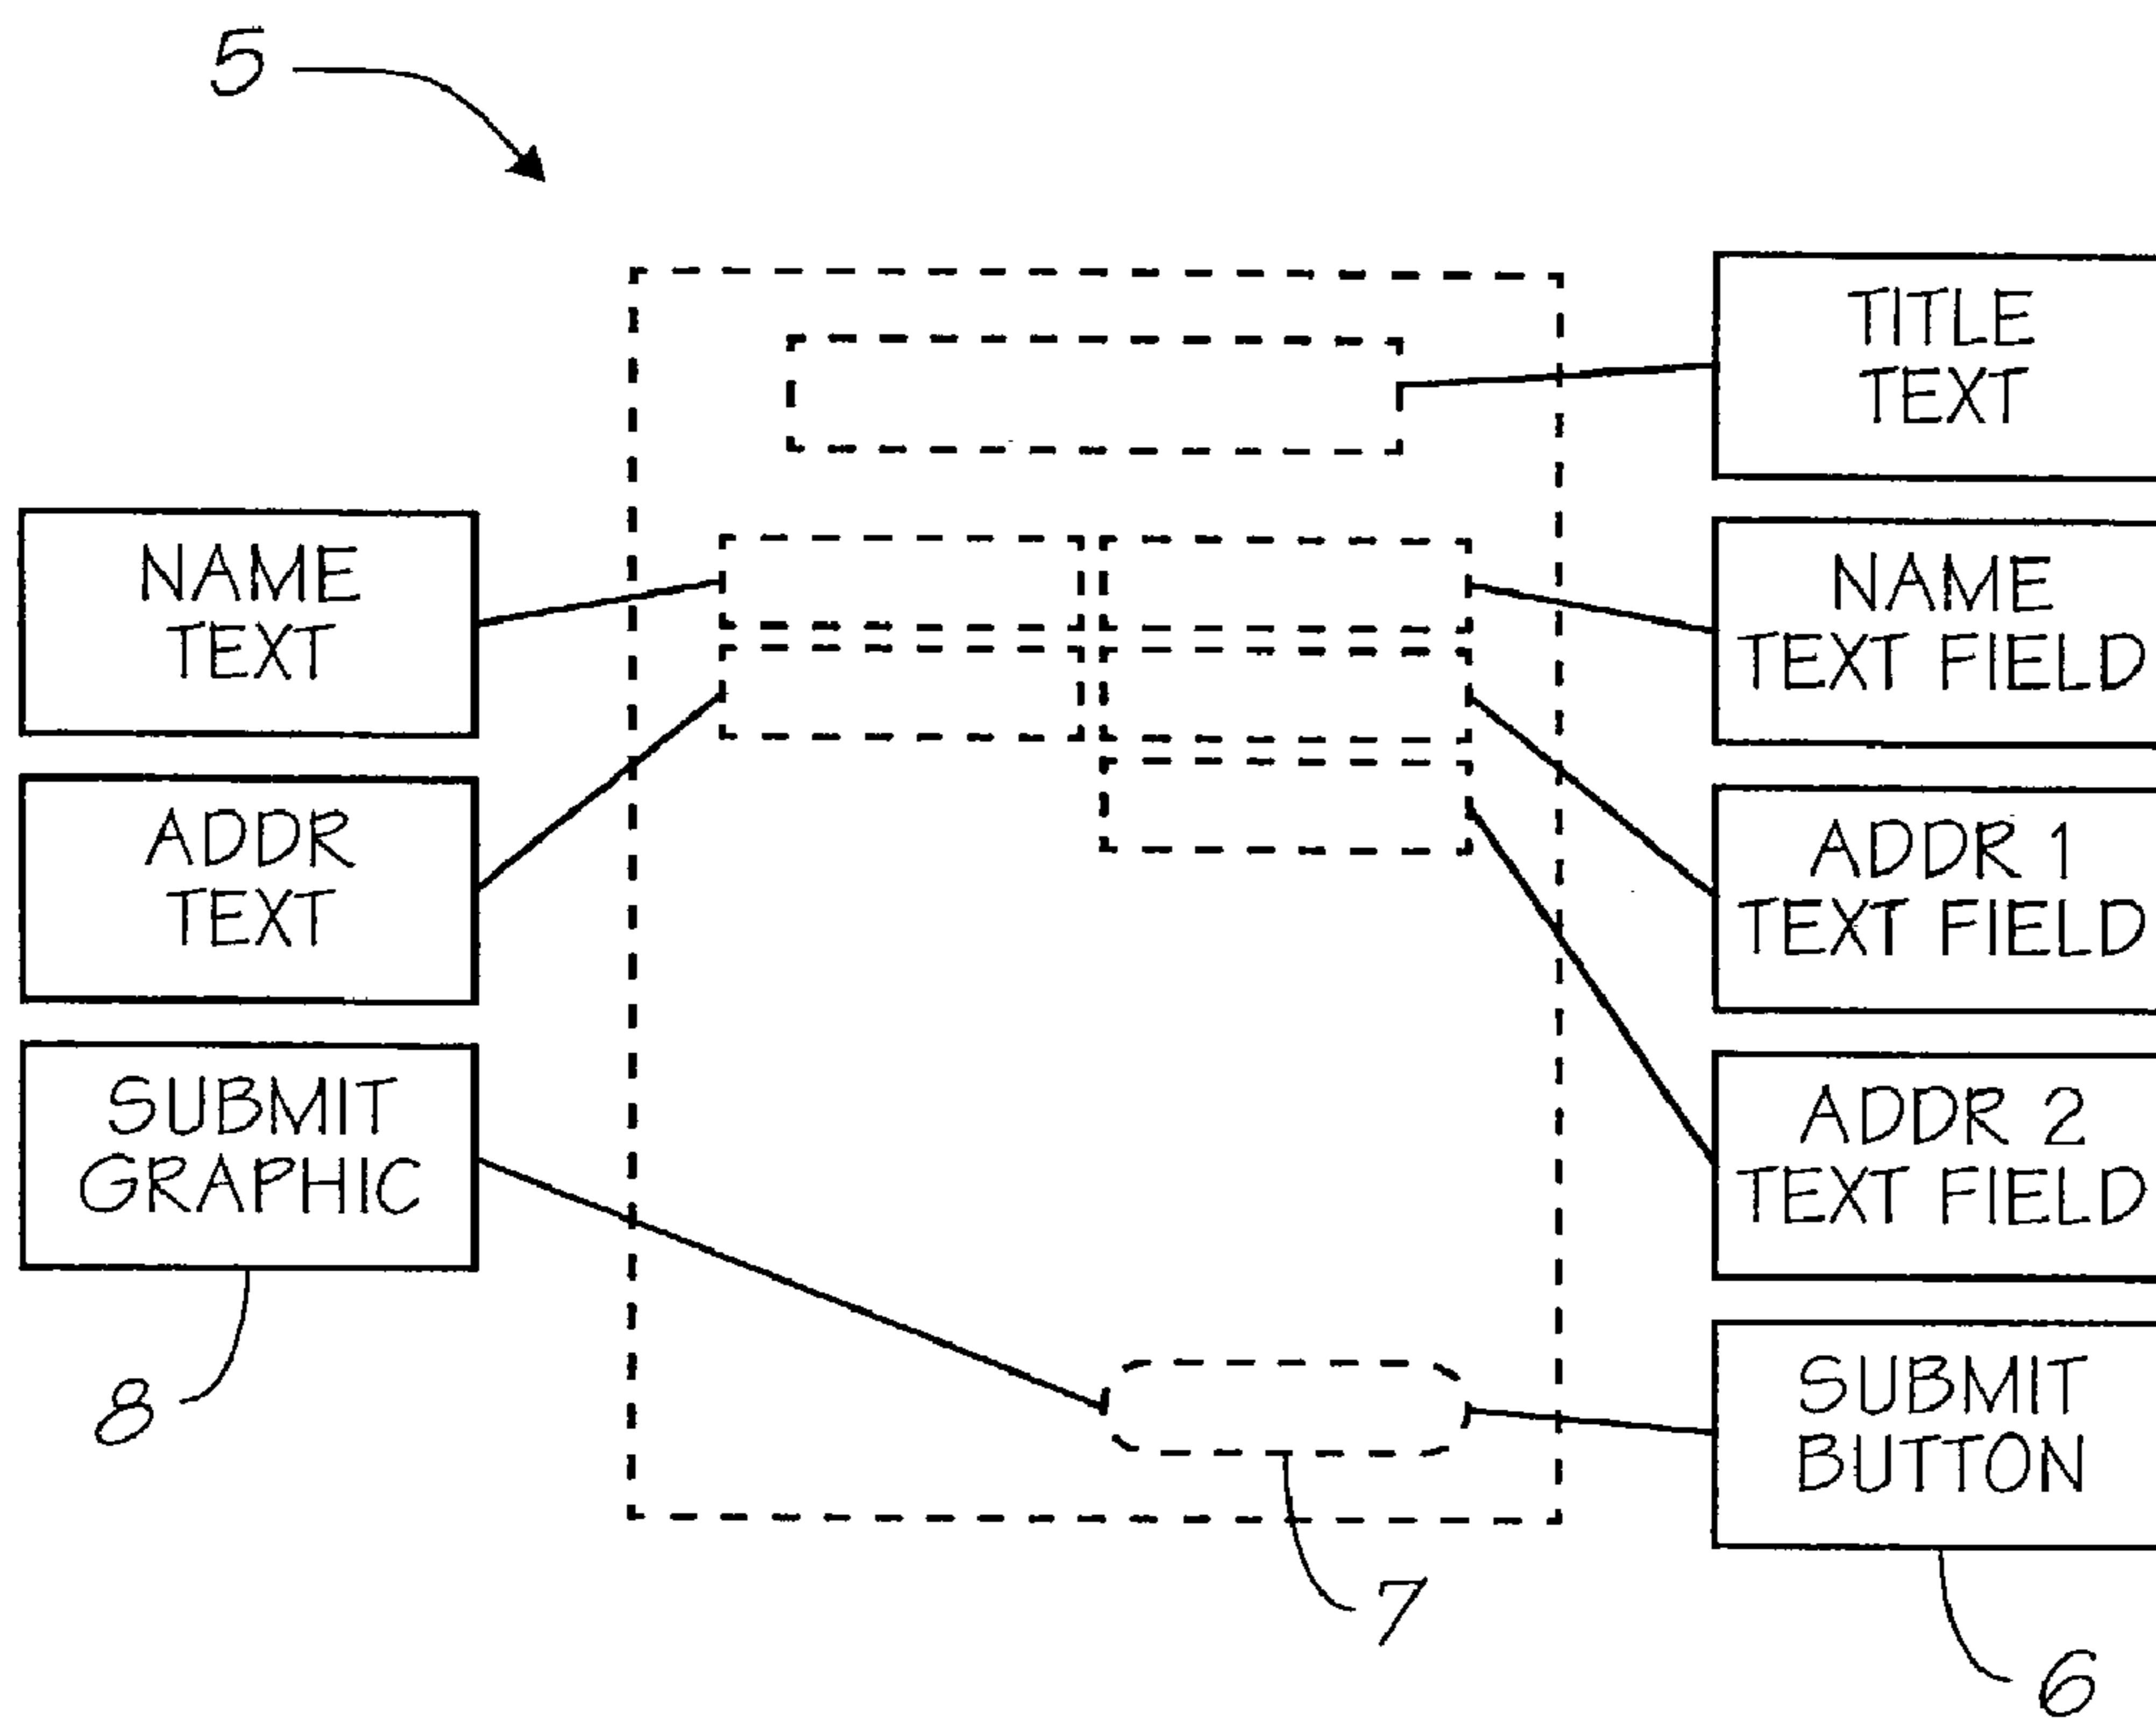 5
TITLE
TEXT
NAME
TEXT
NAME
TEXT FIELD
ADDR
TEXT
ADDR 1
TEXT FIELD
SUBMIT
GRAPHIC
ADDR 2
TEXT FIELD
8
SUBMIT
BUTTON
7
6